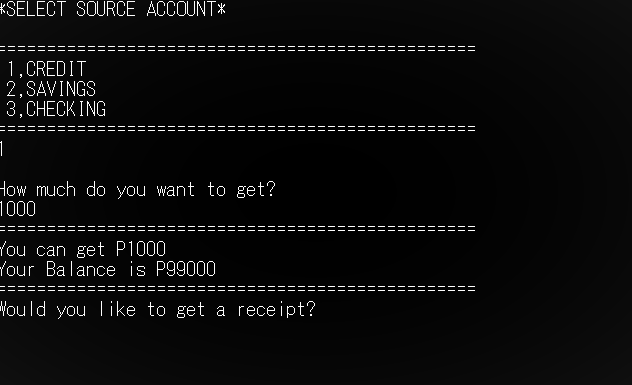 *SELECT SOURCE ACCOUNT*
================================================
1,CREDIT
2,SAVINGS
3,CHECKING
================================================
1
How much do you want to get?
1000
================================================
You can get P1000
Your Balance is P99000
================================================
Would you like to get a receipt?